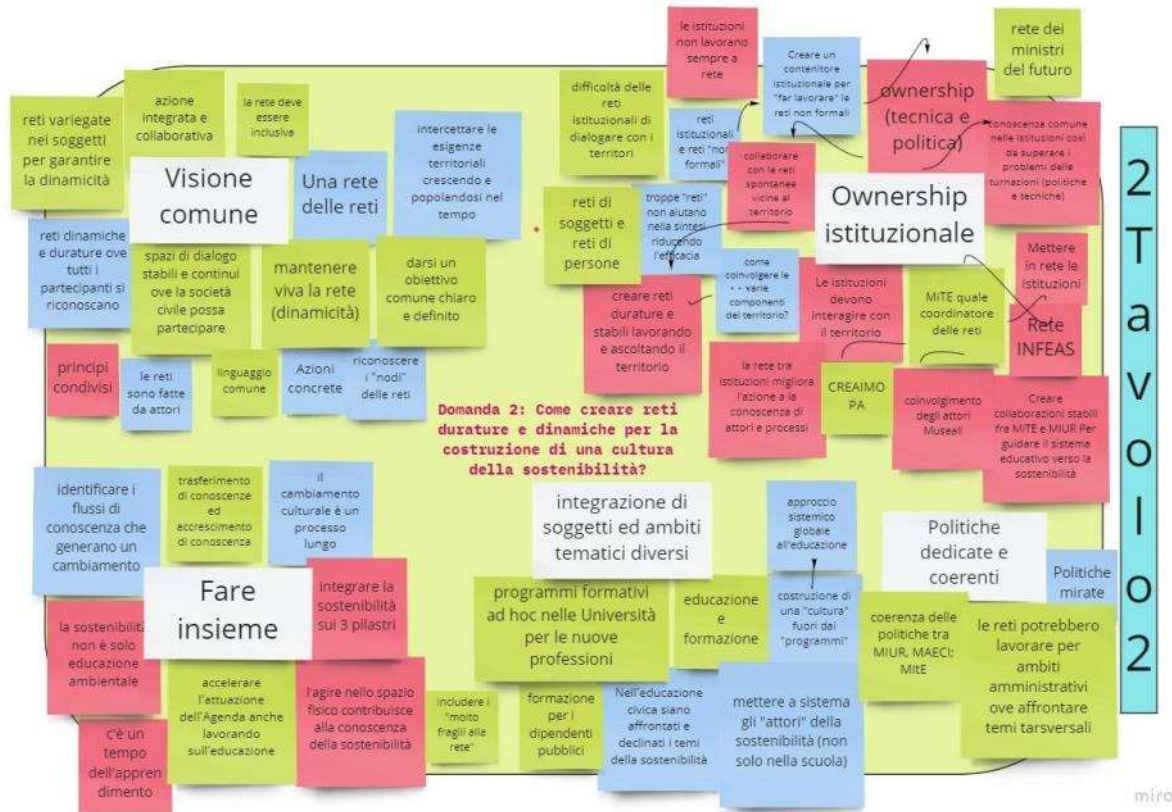 reti variegate
nei soggetti
per garantire
la dinamicità
azione
integrata e
collaborativa
la rete deve
essere
inclusiva
Visione
comune
Una rete
delle reti
intercettare le
esigenze
territoriali
crescendo e
popolandosi nel
tempo
reti dinamiche
e durature ove
tutti i
partecipanti si
riconoscano
spazi di dialogo
stabili e continui
ove la società
civile possa
partecipare
mantenere
viva la rete
(dinamicità)
darsi un
obiettivo
comune chiaro
e definito
principi
condivisi
le reti
sono fatte
da attori
linguaggio
comune
Azioni
concrete
riconoscere
i "nodi"
delle reti
le istituzioni
non lavorano
sempre a
rete
difficoltà delle
reti
istituzionali di
dialogare con i
territori
reti
istituzionali
e reti "non
formali"
Creare un
contenitore
istituzionale per
"far lavorare" le
reti non formali
ownership
(tecnica e
politica)
rete dei
ministri
del futuro
conoscenza comune
nelle istituzioni così
da superare i
problemi delle
turnazioni (politiche
e tecniche)
collaborare
con le reti
spontanee
vicine al
territorio
Ownership
istituzionale
reti di
soggetti e
reti di
persone
troppe "reti"
non aiutano
nella sintesi
riducendo
l'efficacia
come
coinvolgere le
varie
componenti
del territorio?
creare reti
durature e
stabili lavorando
e ascoltando il
territorio
Le istituzioni
devono
interagire con
il territorio
MiTE quale
coordinatore
delle reti
Mettere
in rete le
istituzioni
Rete
INFEAS
la rete tra
istituzioni migliora
l'azione a la
conoscenza di
attori e processi
CREAIMO
PA
coinvolgimento
degli attori
Museali
Creare
collaborazioni stabili
fra MiTE e MIUR Per
guidare il sistema
educativo verso la
sostenibilità
Domanda 2: Come creare reti
durature e dinamiche per la
costruzione di una cultura
della sostenibilità?
identificare i
flussi di
conoscenza che
generano un
cambiamento
trasferimento
di conoscenze
ed
accrescimento
di conoscenza
il
cambiamento
culturale è un
processo
lungo
Fare
insieme
integrare la
sostenibilità
sui 3 pilastri
la sostenibilità
non è solo
educazione
ambientale
accelerare
l'attuazione
dell'Agenda anche
lavorando
sull'educazione
l'agire nello spazio
fisico contribuisce
alla conoscenza
della sostenibilità
c'è un
tempo
dell'appren
dimento
integrazione di
soggetti ed ambiti
tematici diversi
approccio
sistemico
globale
all'educazione
programmi formativi
ad hoc nelle Università
per le nuove
professioni
educazione
e
formazione
costruzione di
una "cultura"
fuori dai
"programmi"
includere i
"molto
fragili alla
rete"
formazione
per i
dipendenti
pubblici
Nell'educazione
civica siano
affrontati e
declinati i temi
della sostenibilità
mettere a sistema
gli "attori" della
sostenibilità (non
solo nella scuola)
Politiche
dedicate e
coerenti
Politiche
mirate
coerenza delle
politiche tra
MIUR, MAECI;
MItE
le reti potrebbero
lavorare per
ambiti
amministrativi
ove affrontare
temi tarsversali
2 Tavolo 2
miro